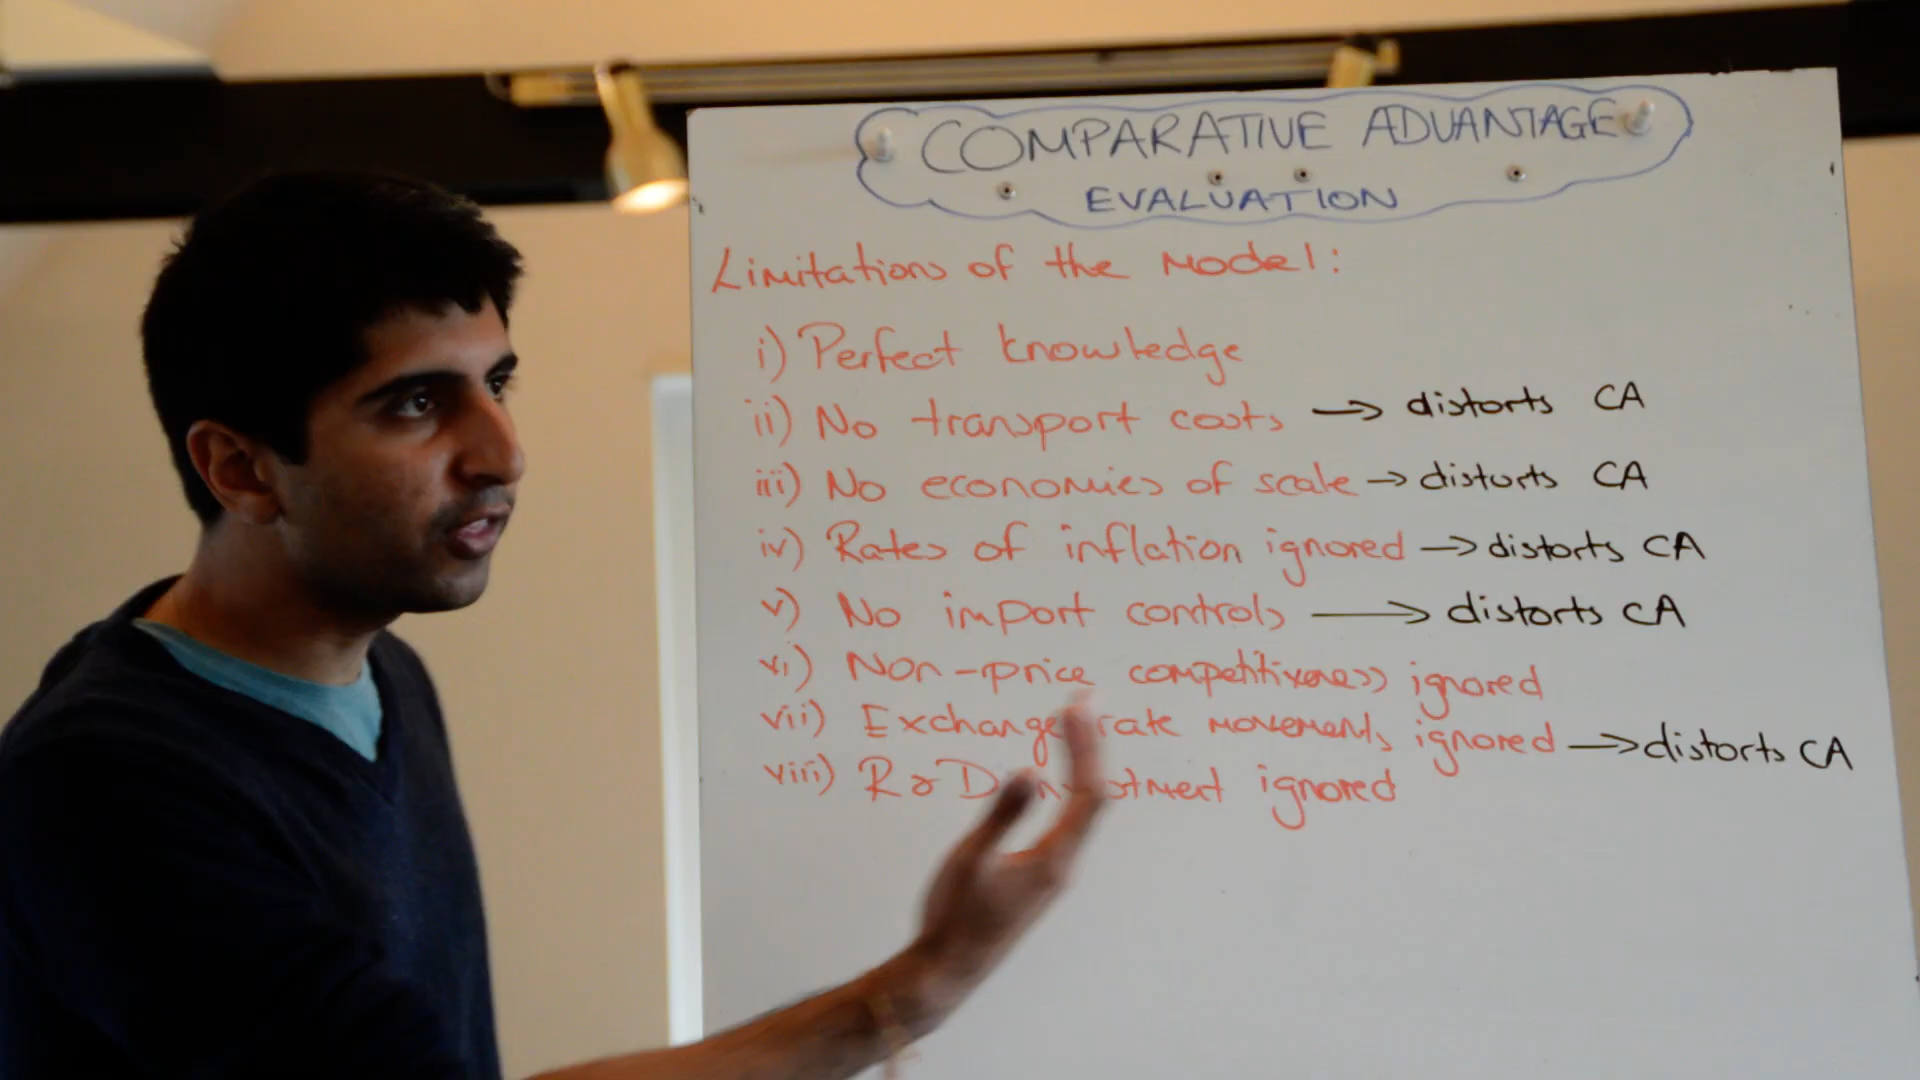 COMPARATIVE ADVANTAGE
EVALUATION
Limitations of the Model:
i) Perfect knowledge
ii) No transport costs → distorts CA
iii) No economies of scale → distorts CA
iv) Rates of inflation ignored → distorts CA
v) No import controls → distorts CA
vi) Non-price competitiveness ignored
vii) Exchange rate movements ignored → distorts CA
viii) R&D ignored